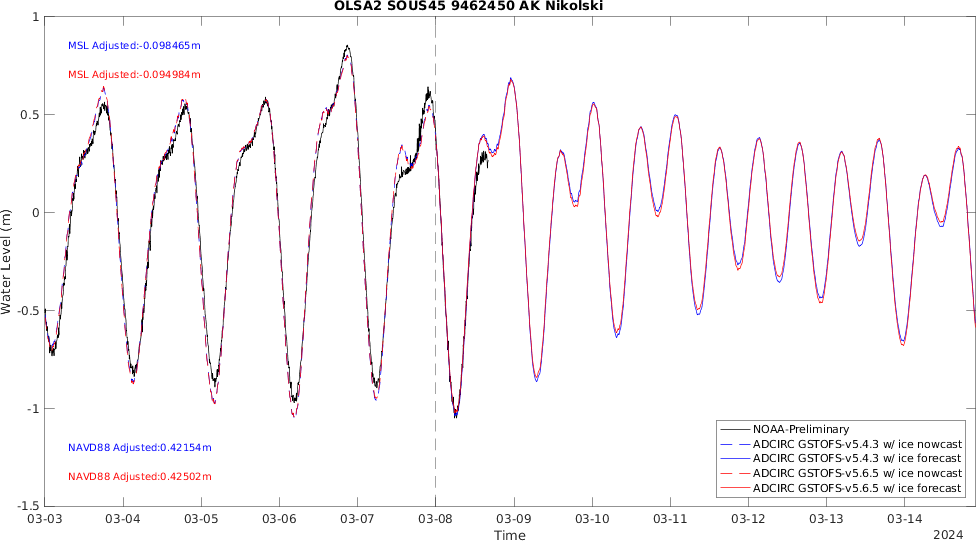 OLSA2 SOUS45 9462450 AK Nikolski
MSL Adjusted:-0.098465m
MSL Adjusted:-0.094984m
NAVD88 Adjusted:0.42154m
NAVD88 Adjusted:0.42502m
Water Level (m)
1
0.5
0
-0.5
-1
-1.5
NOAA-Preliminary
ADCIRC GSTOFS-v5.4.3 w/ ice nowcast
ADCIRC GSTOFS-v5.4.3 w/ ice forecast
ADCIRC GSTOFS-v5.6.5 w/ ice nowcast
ADCIRC GSTOFS-v5.6.5 w/ ice forecast
03-03 03-04 03-05 03-06 03-07 03-08 03-09 03-10 03-11 03-12 03-13 03-14
Time
2024